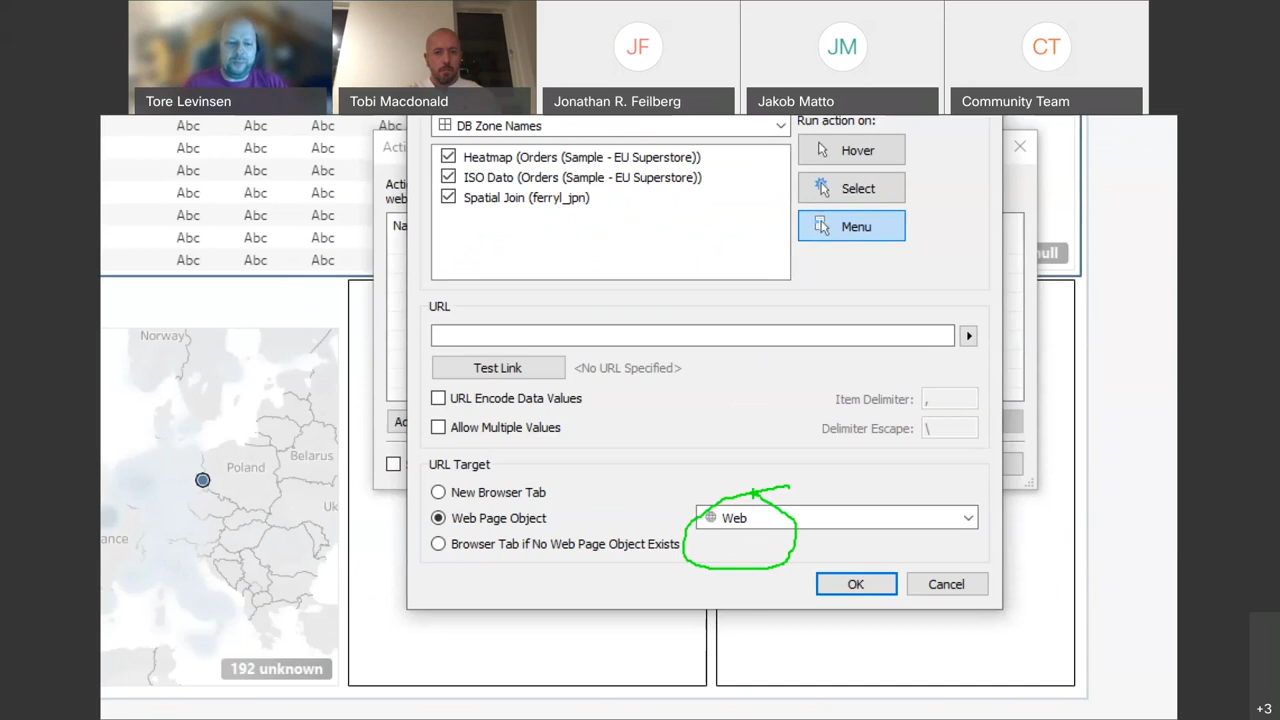 JF
JM
CT
Tore Levinsen
Tobi Macdonald
Jonathan R. Feilberg
Jakob Matto
Community Team
Abc Abc Abc Abc
Abc Abc Abc
Abc Abc Abc
Abc Abc Abc
Abc Abc Abc
Abc Abc Abc
Abc Abc Abc
DB Zone Names
Run action on:
Heatmap (Orders (Sample - EU Superstore))
ISO Dato (Orders (Sample - EU Superstore))
Spatial Join (ferryl_jpn)
Hover
Select
Menu
URL
Test Link
<No URL Specified>
URL Encode Data Values
Item Delimiter: ,
Allow Multiple Values
Delimiter Escape: \
URL Target
New Browser Tab
Web Page Object
Web
Browser Tab if No Web Page Object Exists
OK
Cancel
Norway
Poland
Belarus
192 unknown
+3